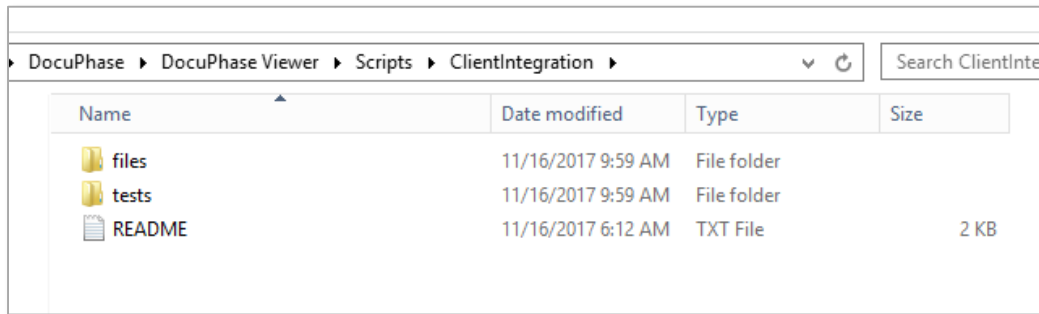 DocuPhase DocuPhase Viewer Scripts ClientIntegration Search ClientInte
Name Date modified Type Size
files 11/16/2017 9:59 AM File folder
tests 11/16/2017 9:59 AM File folder
README 11/16/2017 6:12 AM TXT File 2 KB